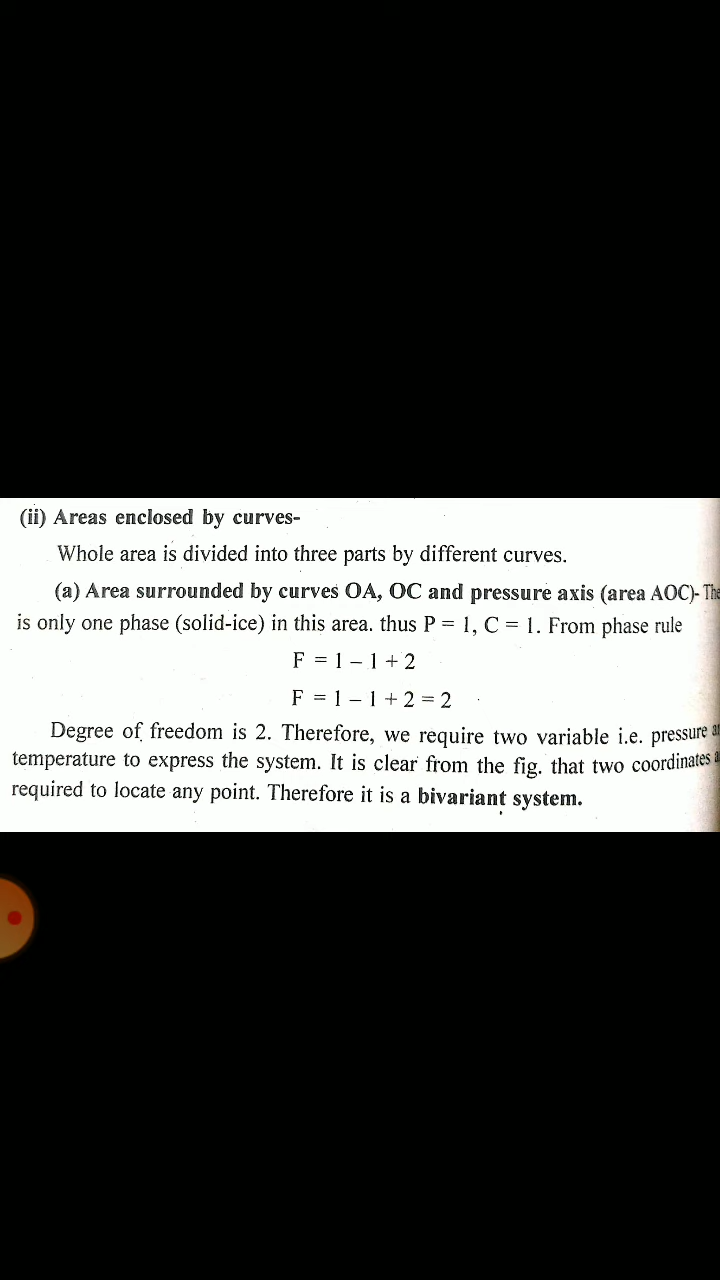 (ii) Areas enclosed by curves-
Whole area is divided into three parts by different curves.
(a) Area surrounded by curves OA, OC and pressure axis (area AOC)- The
is only one phase (solid-ice) in this area. thus P = 1, C = 1. From phase rule
F = 1 – 1 + 2
F = 1 – 1 + 2 = 2
Degree of freedom is 2. Therefore, we require two variable i.e. pressure
temperature to express the system. It is clear from the fig. that two coordinates
required to locate any point. Therefore it is a bivariant system.